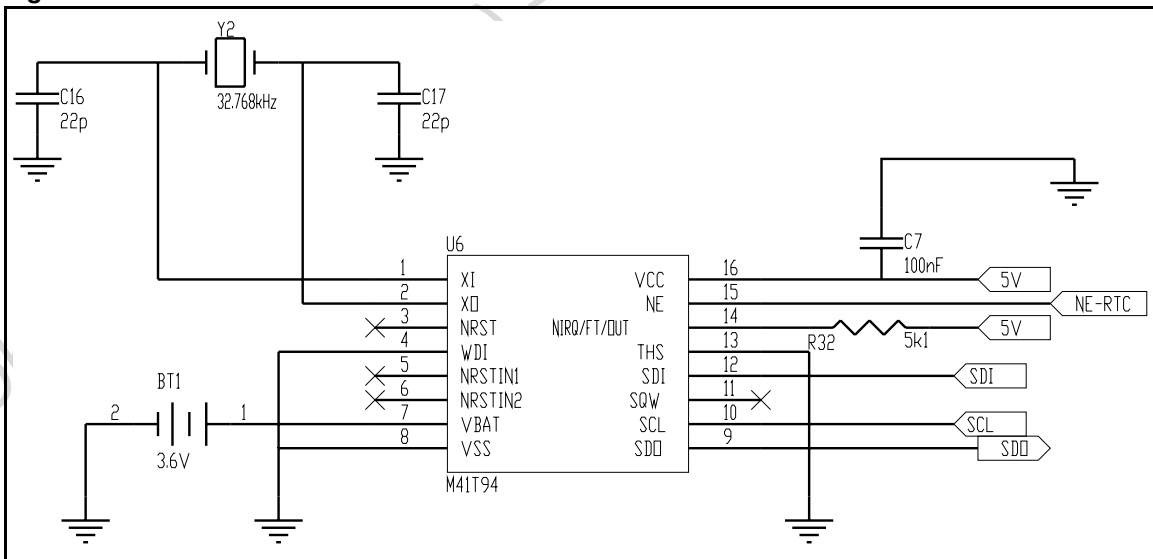 Y2
32.768kHz
C16
22p
C17
22p
C7
100nF
U6
1 XI VCC 16 5V
2 XO NE 15 NE-RTC
3 NRST NIRQ/FT/OUT 14 R32 5k1 5V
4 WDI THS 13
5 NRSTIN1 SDI 12 SDI
6 NRSTIN2 SQW 11
7 VBAT SCL 10 SCL
8 VSS SDO 9 SDO
M41T94
BT1
2 1
3.6V